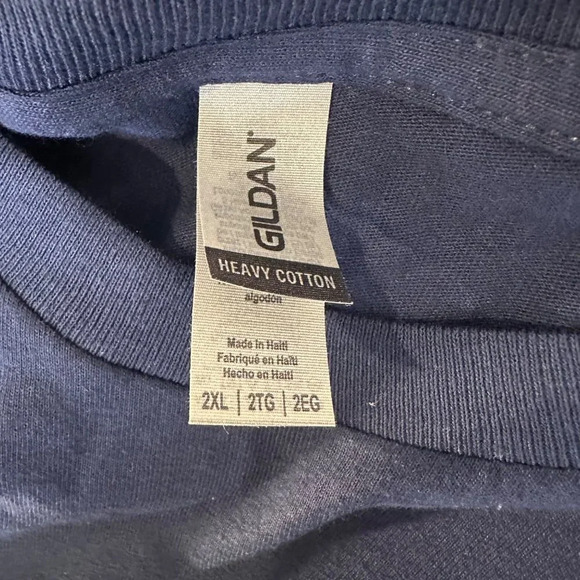 GILDAN®
HEAVY COTTON
algodón
Made in Haiti
Fabriqué en Haïti
Hecho en Haití
2XL | 2TG | 2EG